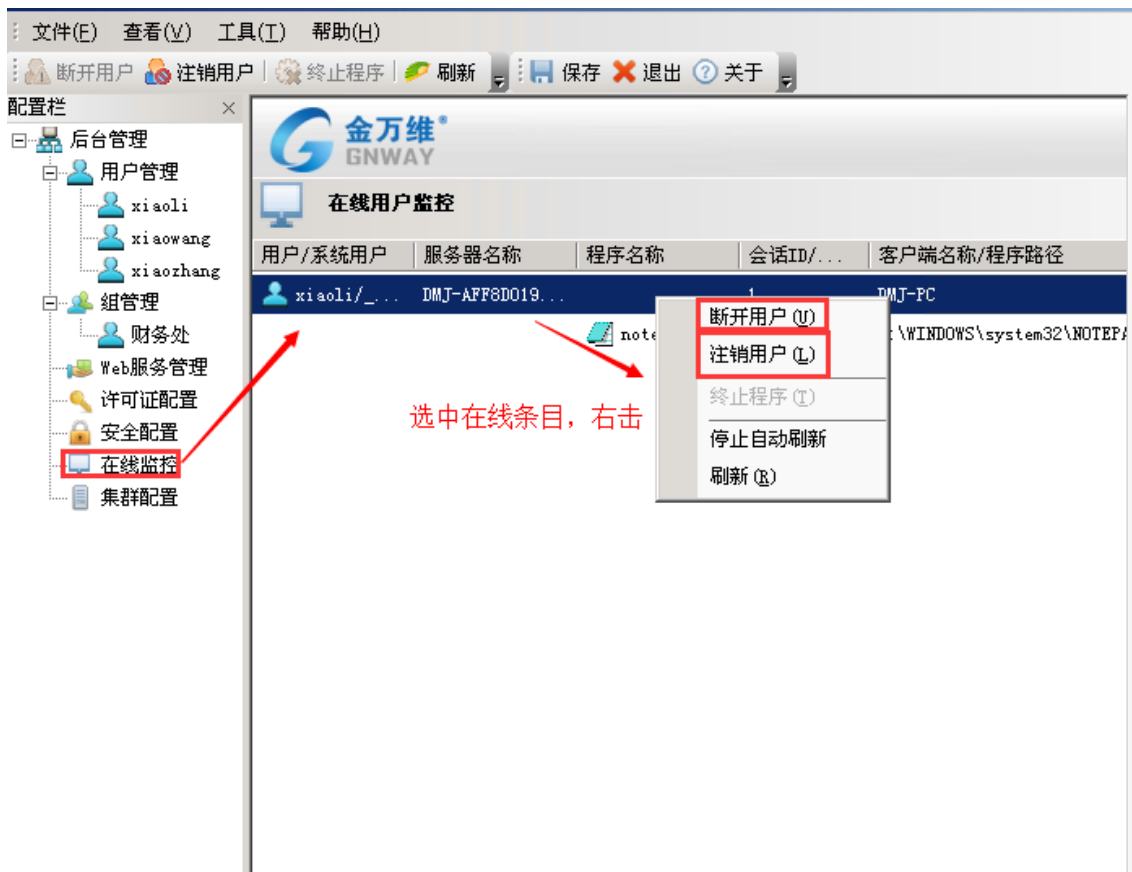 文件(F) 查看(V) 工具(T) 帮助(H)
断开用户 注销用户 终止程序 刷新 保存 退出 关于
配置栏
后台管理
用户管理
xiaoli
xiaowang
xiaozhang
组管理
财务处
Web服务管理
许可证配置
安全配置
在线监控
集群配置
金万维
GNWAY
在线用户监控
用户/系统用户 服务器名称 程序名称 会话ID/... 客户端名称/程序路径
xiaoli/_... DMJ-AFF8D019... 1 DMJ-PC
note :\WINDOWS\system32\NOTEPA
断开用户(U)
注销用户(L)
终止程序(T)
停止自动刷新
刷新(R)
选中在线条目，右击